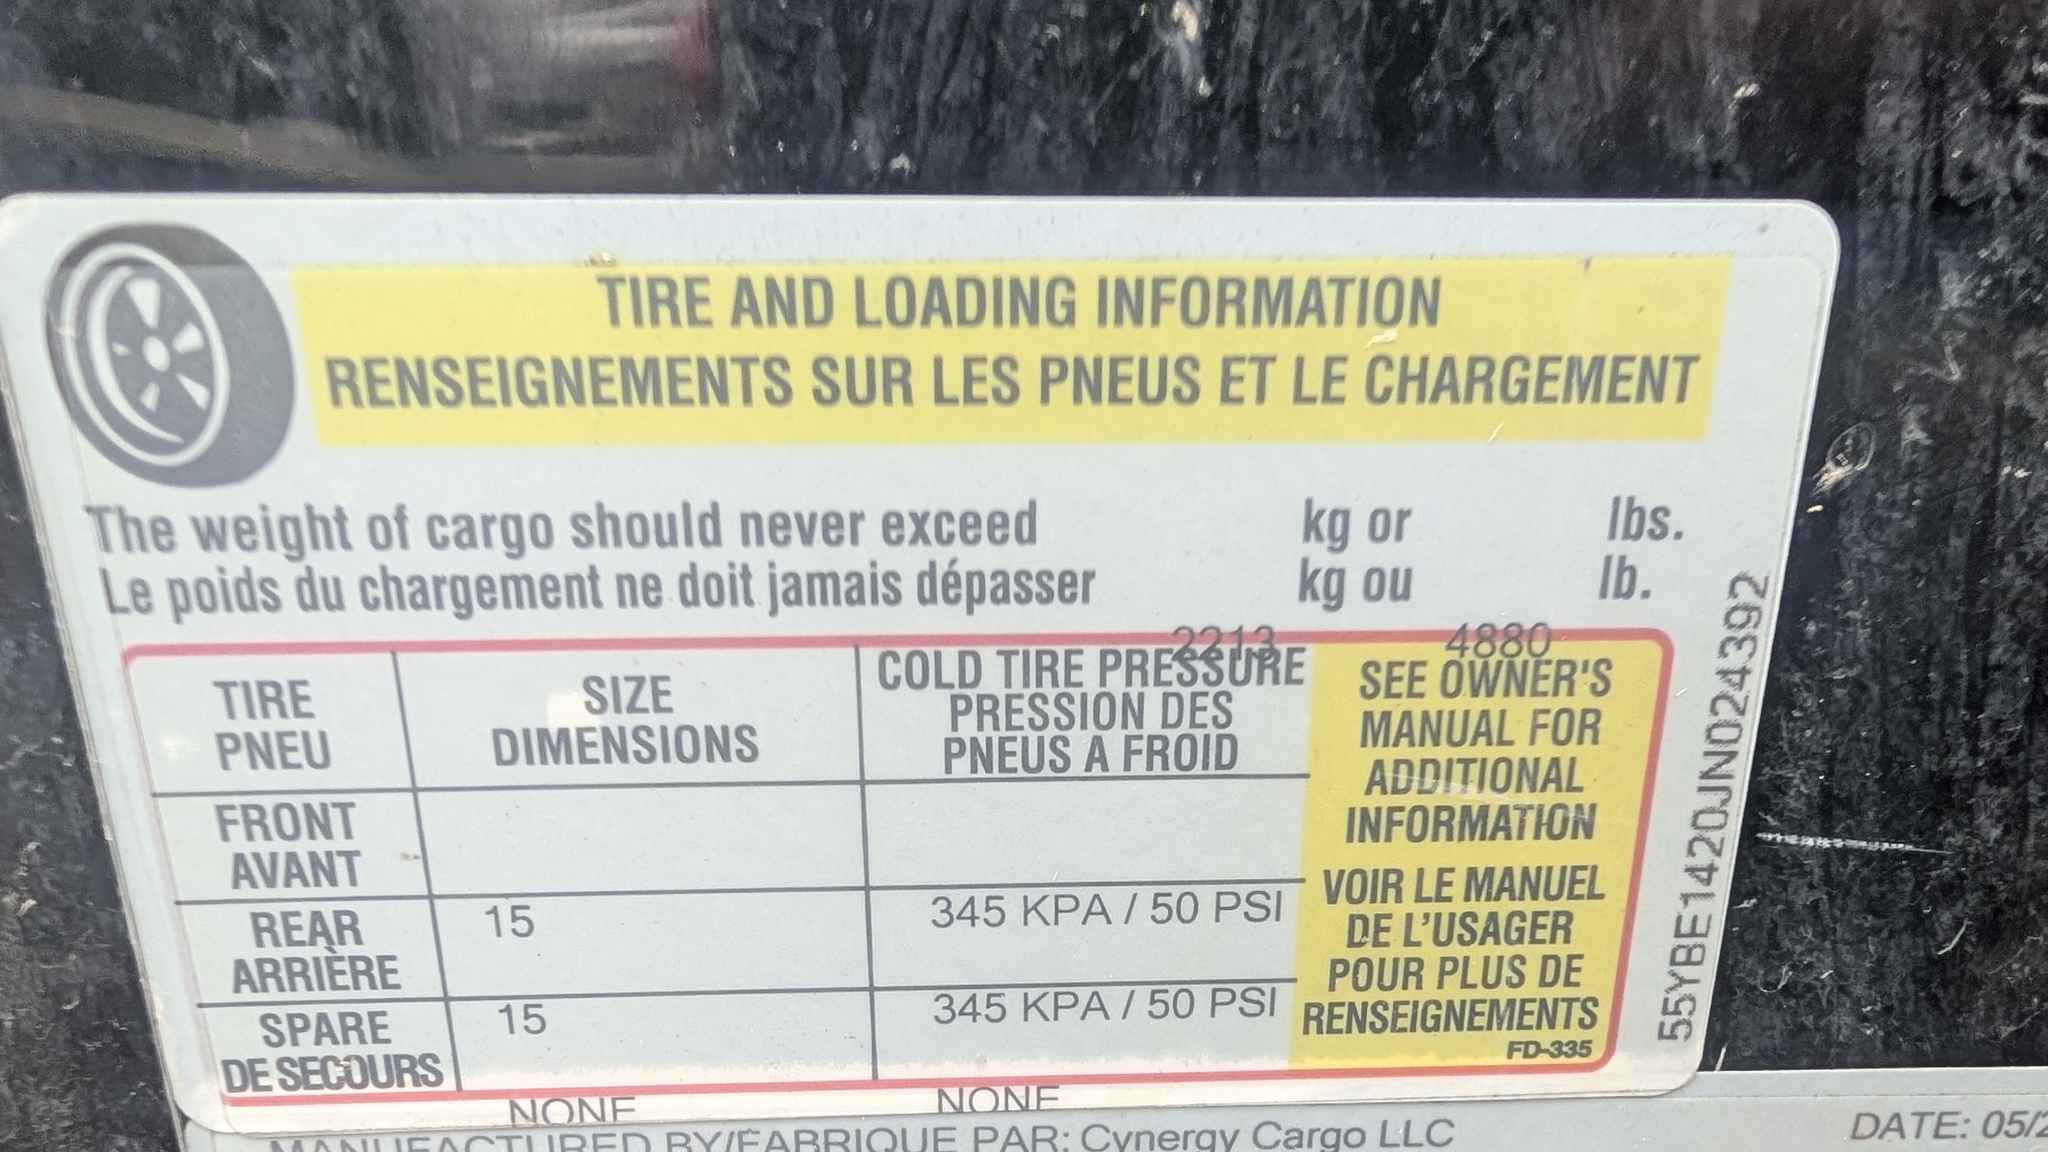 TIRE AND LOADING INFORMATION
RENSEIGNEMENTS SUR LES PNEUS ET LE CHARGEMENT
The weight of cargo should never exceed kg or lbs.
Le poids du chargement ne doit jamais dépasser kg ou lb.
2213 4880
TIRE
PNEU
SIZE
DIMENSIONS
COLD TIRE PRESSURE
PRESSION DES
PNEUS A FROID
SEE OWNER'S
MANUAL FOR
ADDITIONAL
INFORMATION
VOIR LE MANUEL
DE L'USAGER
POUR PLUS DE
RENSEIGNEMENTS
FD-335
FRONT
AVANT
REAR
ARRIÈRE
15 345 KPA / 50 PSI
SPARE
DE SECOURS
15 345 KPA / 50 PSI
NONE NONE
55YBE1420JN024392
MANUFACTURED BY/FABRIQUE PAR: Cynergy Cargo LLC
DATE: 05/2